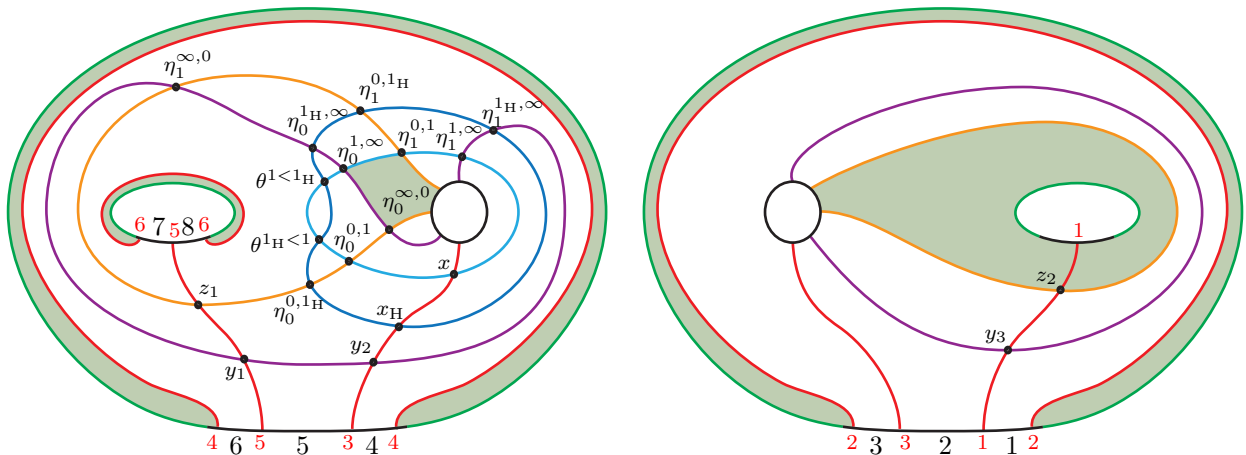 η₁^{∞,0}
η₁^{0,1_H}
η₀^{1_H,∞}
η₁^{1_H,∞}
η₁^{0,1} η₁^{1,∞}
η₀^{1,∞}
θ^{1<1_H}
η₀^{∞,0}
6 7 5 8 6
1
θ^{1_H<1}
η₀^{0,1}
x
z₁
z₂
η₀^{0,1_H}
x_H
y₁
y₂
y₃
4 6 5 5 3 4 4
2 3 3 2 1 1 2